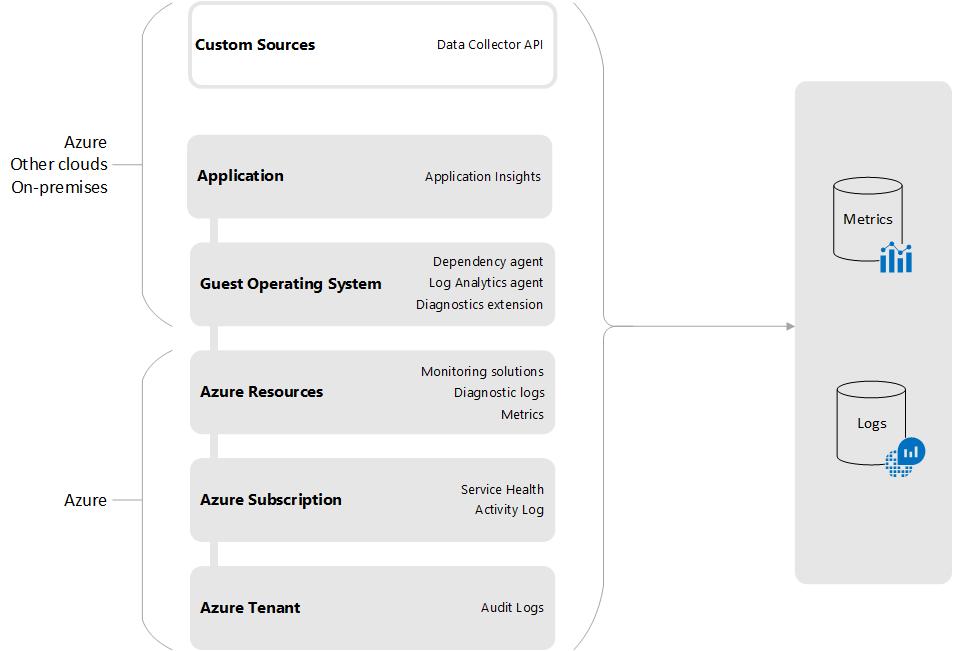 Custom Sources
Data Collector API
Azure
Other clouds
On-premises
Application
Application Insights
Guest Operating System
Dependency agent
Log Analytics agent
Diagnostics extension
Azure Resources
Monitoring solutions
Diagnostic logs
Metrics
Azure
Azure Subscription
Service Health
Activity Log
Azure Tenant
Audit Logs
Metrics
Logs